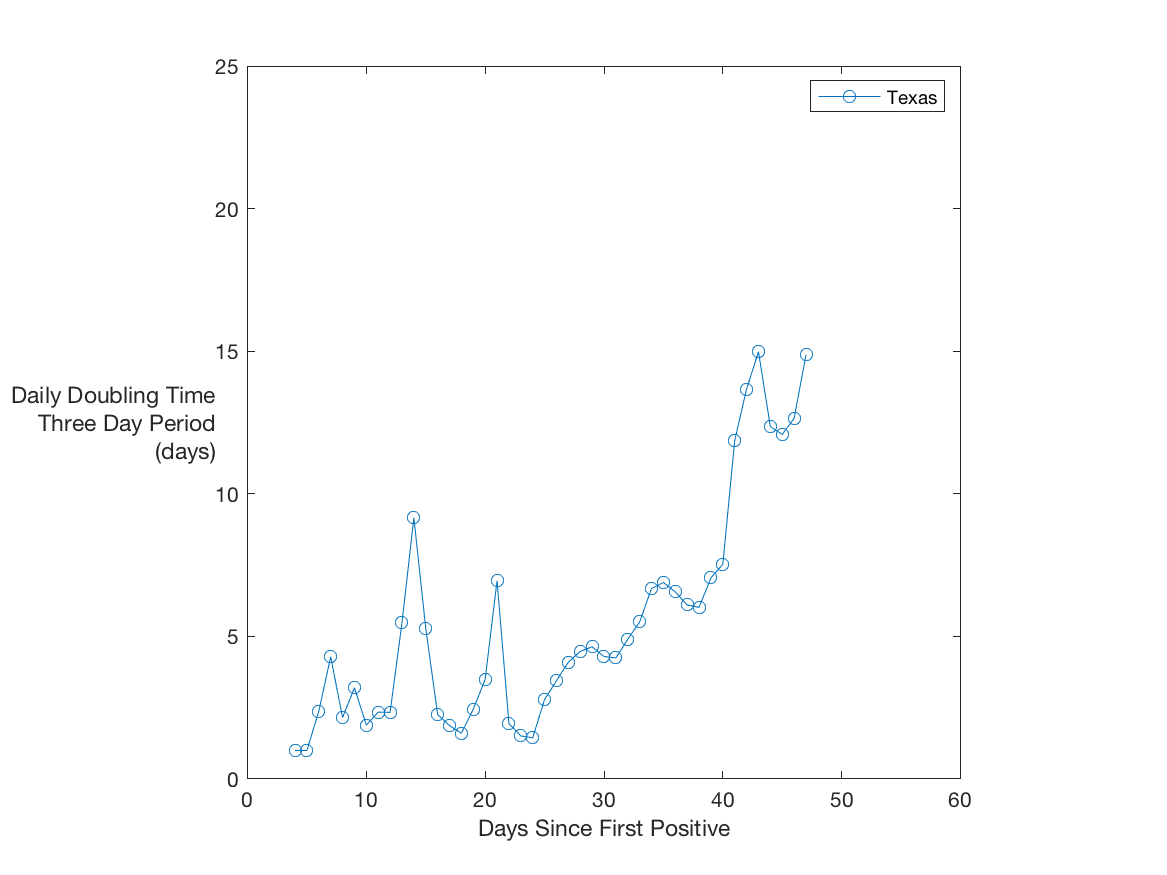 25
20
15
10
5
0
Texas
Daily Doubling Time
Three Day Period
(days)
0 10 20 30 40 50 60
Days Since First Positive